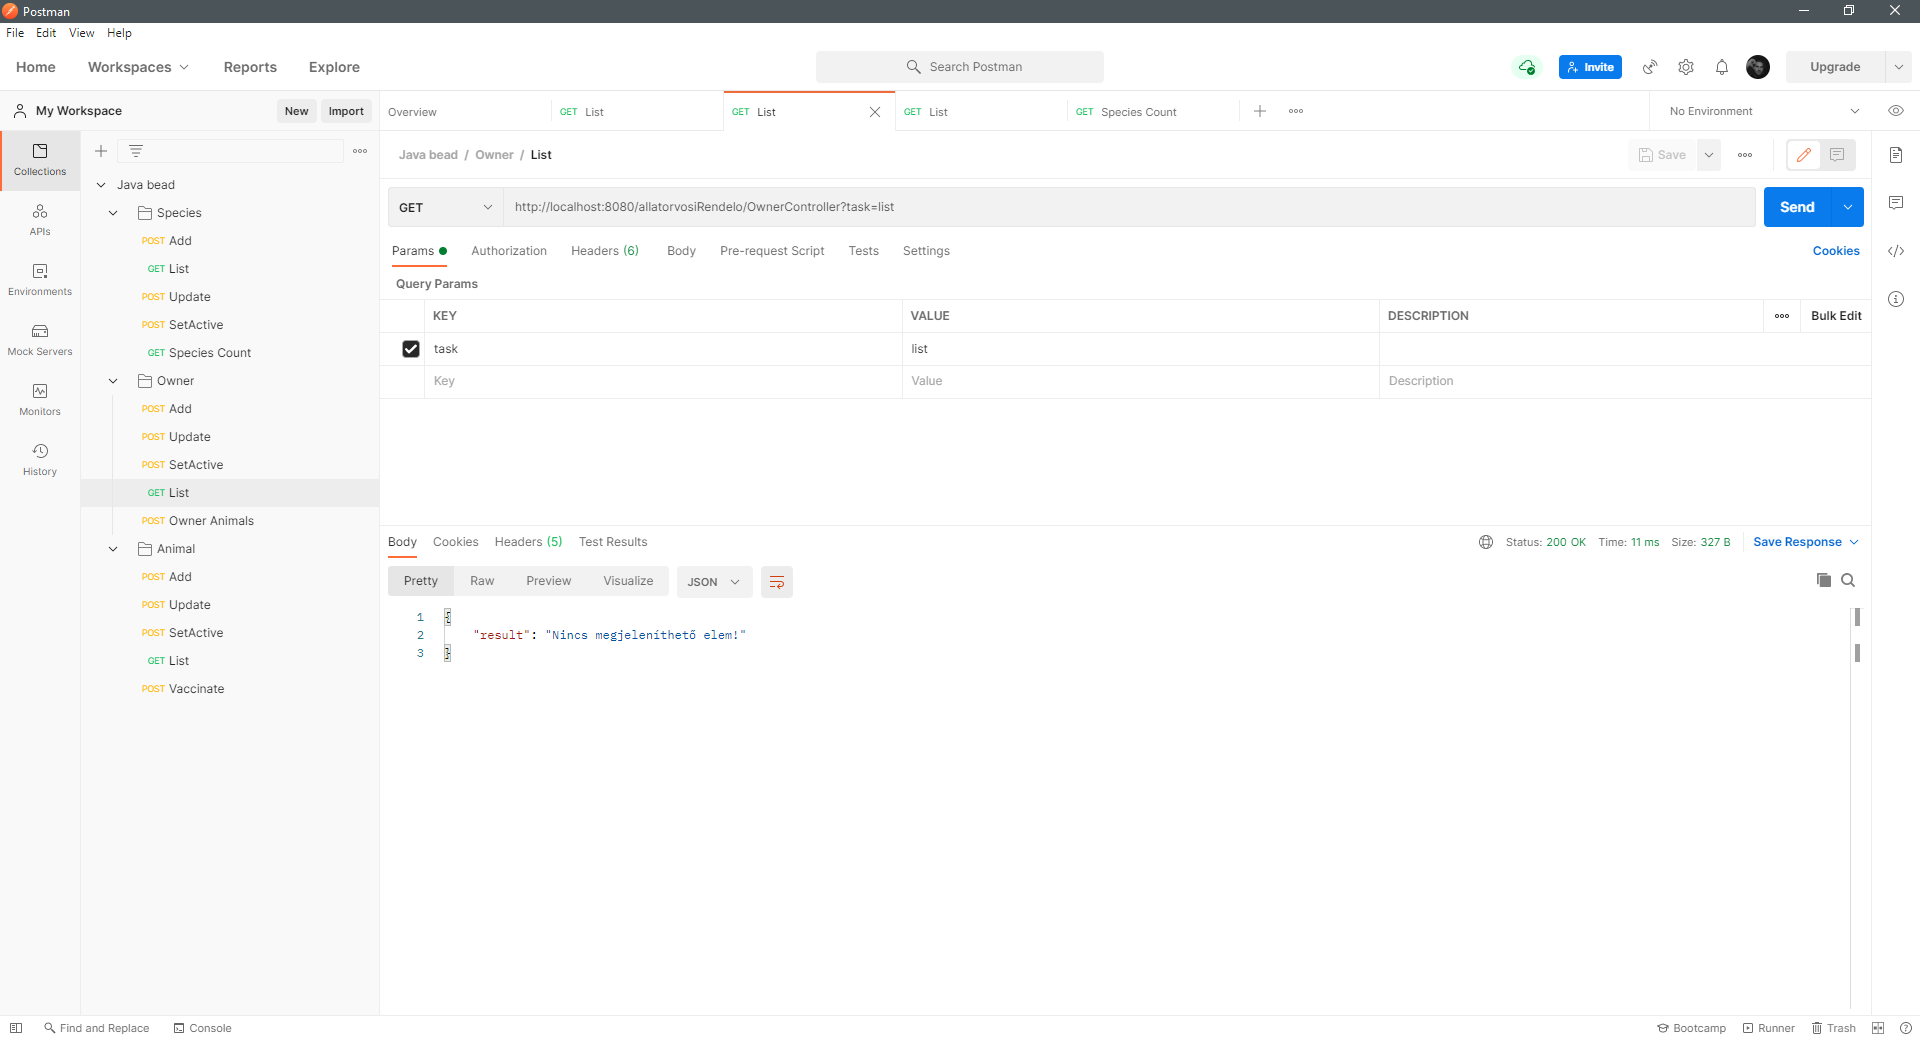 Postman
File Edit View Help
Home Workspaces Reports Explore
Search Postman
Invite
Upgrade
My Workspace
New
Import
Overview
GET List
GET List
GET List
GET Species Count
No Environment
Collections
APIs
Environments
Mock Servers
Monitors
History
Java bead
Species
POST Add
GET List
POST Update
POST SetActive
GET Species Count
Owner
POST Add
POST Update
POST SetActive
GET List
POST Owner Animals
Animal
POST Add
POST Update
POST SetActive
GET List
POST Vaccinate
Java bead / Owner / List
Save
GET
http://localhost:8080/allatorvosiRendelo/OwnerController?task=list
Send
Params Authorization Headers (6) Body Pre-request Script Tests Settings
Cookies
Query Params
KEY VALUE DESCRIPTION
Bulk Edit
task list
Key Value Description
Body Cookies Headers (5) Test Results
Status: 200 OK Time: 11 ms Size: 327 B
Save Response
Pretty Raw Preview Visualize
JSON
1 {
2 "result": "Nincs megjeleníthető elem!"
3 }
Find and Replace
Console
Bootcamp
Runner
Trash